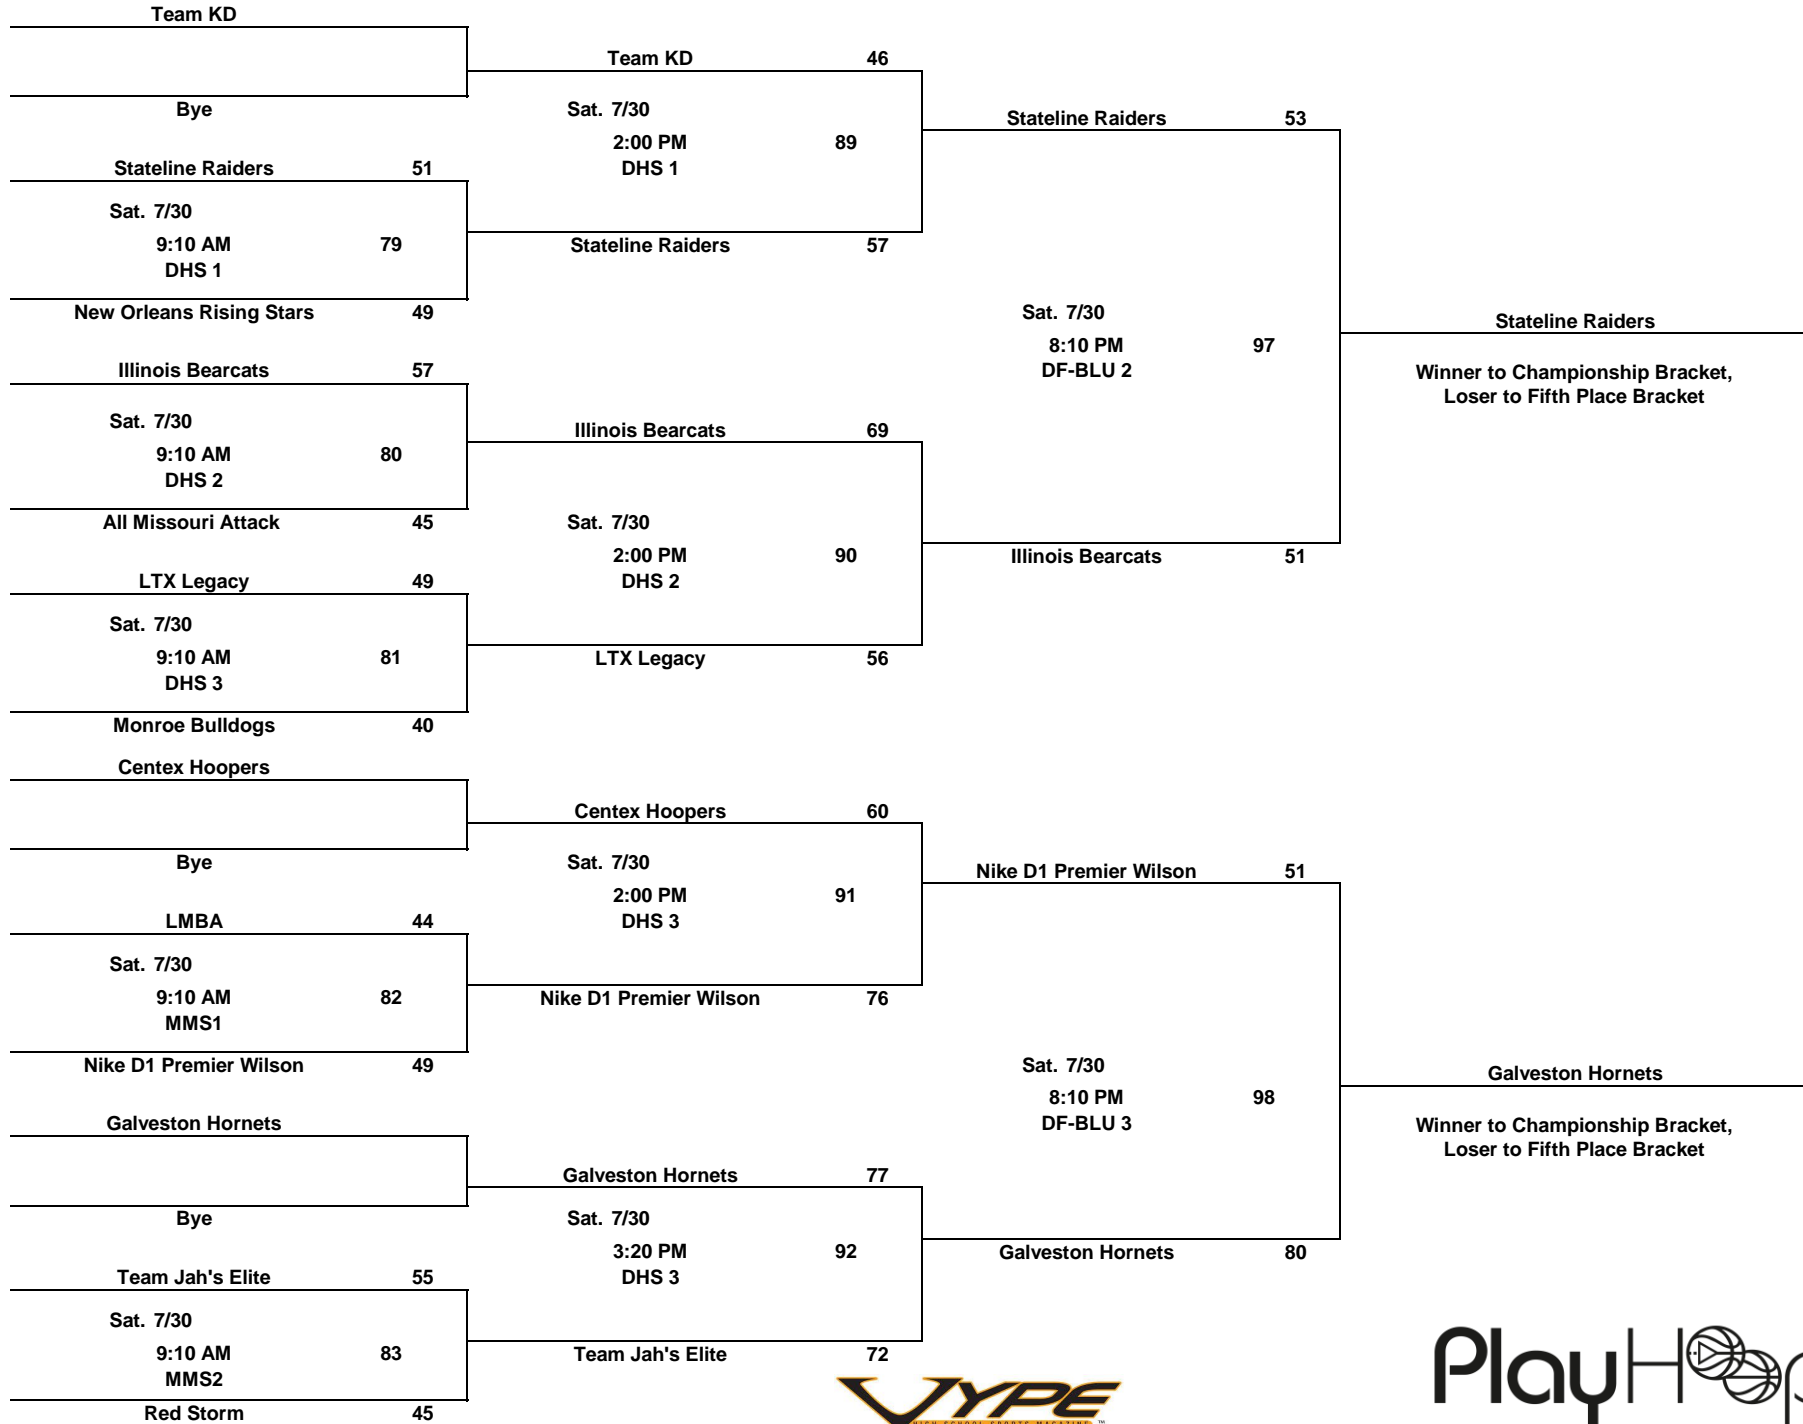 Team KD
Bye
Stateline Raiders 51
Sat. 7/30
9:10 AM 79
DHS 1
New Orleans Rising Stars 49
Illinois Bearcats 57
Sat. 7/30
9:10 AM 80
DHS 2
All Missouri Attack 45
LTX Legacy 49
Sat. 7/30
9:10 AM 81
DHS 3
Monroe Bulldogs 40
Centex Hoopers
Bye
LMBA 44
Sat. 7/30
9:10 AM 82
MMS1
Nike D1 Premier Wilson 49
Galveston Hornets
Bye
Team Jah's Elite 55
Sat. 7/30
9:10 AM 83
MMS2
Red Storm 45
Team KD 46
Sat. 7/30
2:00 PM 89
DHS 1
Stateline Raiders 57
Illinois Bearcats 69
Sat. 7/30
2:00 PM 90
DHS 2
LTX Legacy 56
Centex Hoopers 60
Sat. 7/30
2:00 PM 91
DHS 3
Nike D1 Premier Wilson 76
Galveston Hornets 77
Sat. 7/30
3:20 PM 92
DHS 3
Team Jah's Elite 72
Stateline Raiders 53
Sat. 7/30
8:10 PM 97
DF-BLU 2
Illinois Bearcats 51
Nike D1 Premier Wilson 51
Sat. 7/30
8:10 PM 98
DF-BLU 3
Galveston Hornets 80
Stateline Raiders
Winner to Championship Bracket,
Loser to Fifth Place Bracket
Galveston Hornets
Winner to Championship Bracket,
Loser to Fifth Place Bracket
VYPE
HIGH SCHOOL SPORTS MAGAZINE ™
PlayHoop